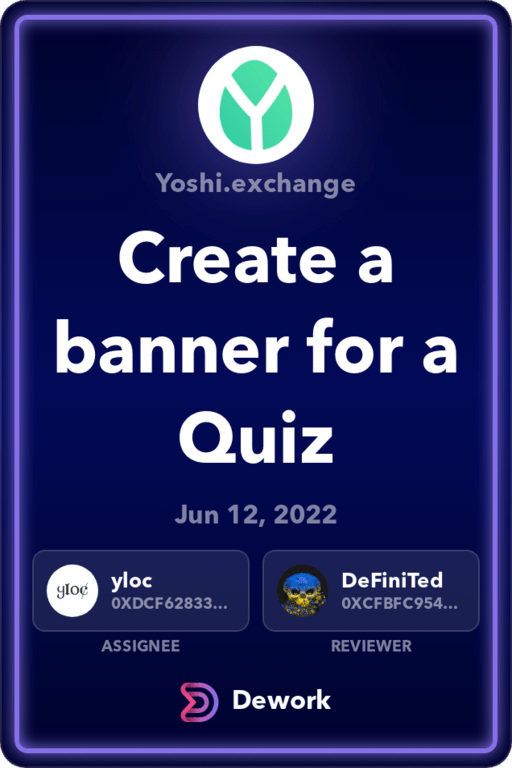 Yoshi.exchange
Create a
banner for a
Quiz
Jun 12, 2022
yloc
yloc
0XDCF62833...
DeFiniTed
0XCFBFC954...
ASSIGNEE
REVIEWER
Dework